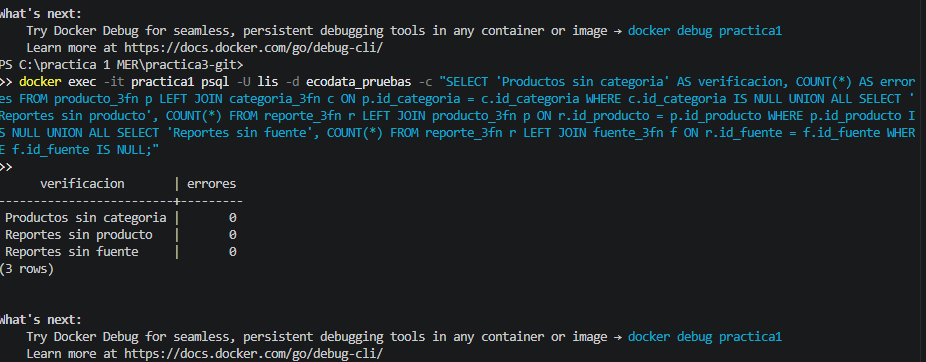 What's next:
Try Docker Debug for seamless, persistent debugging tools in any container or image → docker debug practica1
Learn more at https://docs.docker.com/go/debug-cli/
PS C:\practica 1 MER\practica3-git>
>> docker exec -it practica1 psql -U lis -d ecodata_pruebas -c "SELECT 'Productos sin categoria' AS verificacion, COUNT(*) AS error
es FROM producto_3fn p LEFT JOIN categoria_3fn c ON p.id_categoria = c.id_categoria WHERE c.id_categoria IS NULL UNION ALL SELECT '
Reportes sin producto', COUNT(*) FROM reporte_3fn r LEFT JOIN producto_3fn p ON r.id_producto = p.id_producto WHERE p.id_producto I
S NULL UNION ALL SELECT 'Reportes sin fuente', COUNT(*) FROM reporte_3fn r LEFT JOIN fuente_3fn f ON r.id_fuente = f.id_fuente WHER
E f.id_fuente IS NULL;"
>>
verificacion | errores
-------------------------+---------
Productos sin categoria | 0
Reportes sin producto | 0
Reportes sin fuente | 0
(3 rows)
What's next:
Try Docker Debug for seamless, persistent debugging tools in any container or image → docker debug practica1
Learn more at https://docs.docker.com/go/debug-cli/